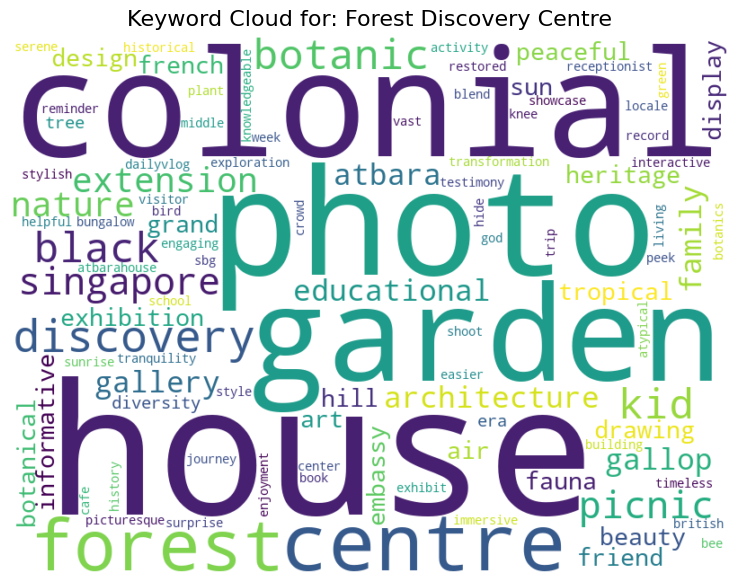 Keyword Cloud for: Forest Discovery Centre
serene
historical
design
french
botanic
activity
peaceful
restored
receptionist
green
display
colonial
knowledgeable
plant
reminder
tree
middle
week
vast
blend
sun
knee
showcase
locale
record
dailyvlog
exploration
transformation
interactive
stylish
extension
atbara
testimony
heritage
nature
visitor
bird
grand
crowd
photo
hide
god
trip
living
peek
family
botanics
helpful
bungalow
engaging
black
atbarahouse
sbg
singapore
school
educational
tropical
exhibition
discovery
garden
shoot
easier
atypical
sunrise
tranquility
gallery
style
diversity
hill
architecture
kid
informative
art
era
drawing
building
botanical
house
embassy
air
gallop
journey
center
book
enjoyment
fauna
timeless
cafe
history
exhibit
picnic
picturesque
surprise
immersive
british
beauty
bee
forest
centre
friend